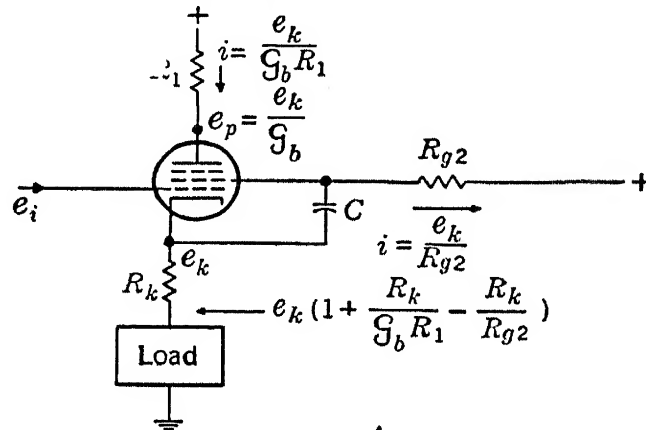 +
i = e_k / (𝒢_b R_1)
e_p = e_k / 𝒢_b
R_g2
+
e_i
C
i = e_k / R_g2
e_k
R_k
e_k (1 + R_k / (𝒢_b R_1) − R_k / R_g2)
Load